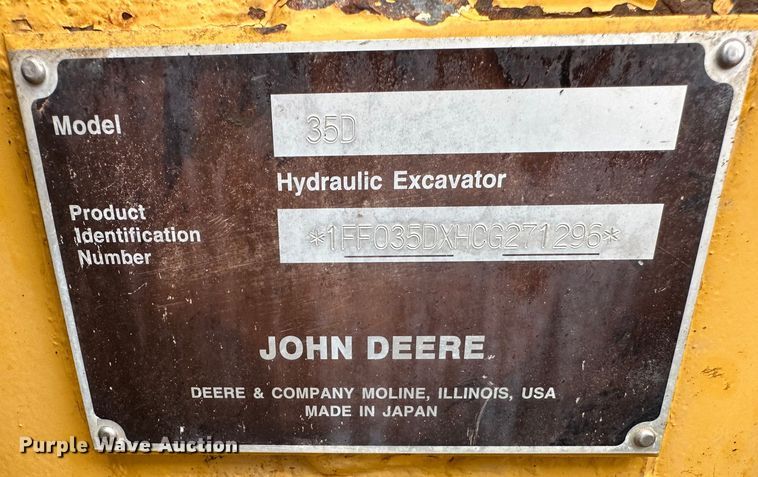 Model 35D
Hydraulic Excavator
Product
Identification
Number
*1FF035DXHCG271296*
JOHN DEERE
DEERE & COMPANY MOLINE, ILLINOIS, USA
MADE IN JAPAN
Purple Wave Auction